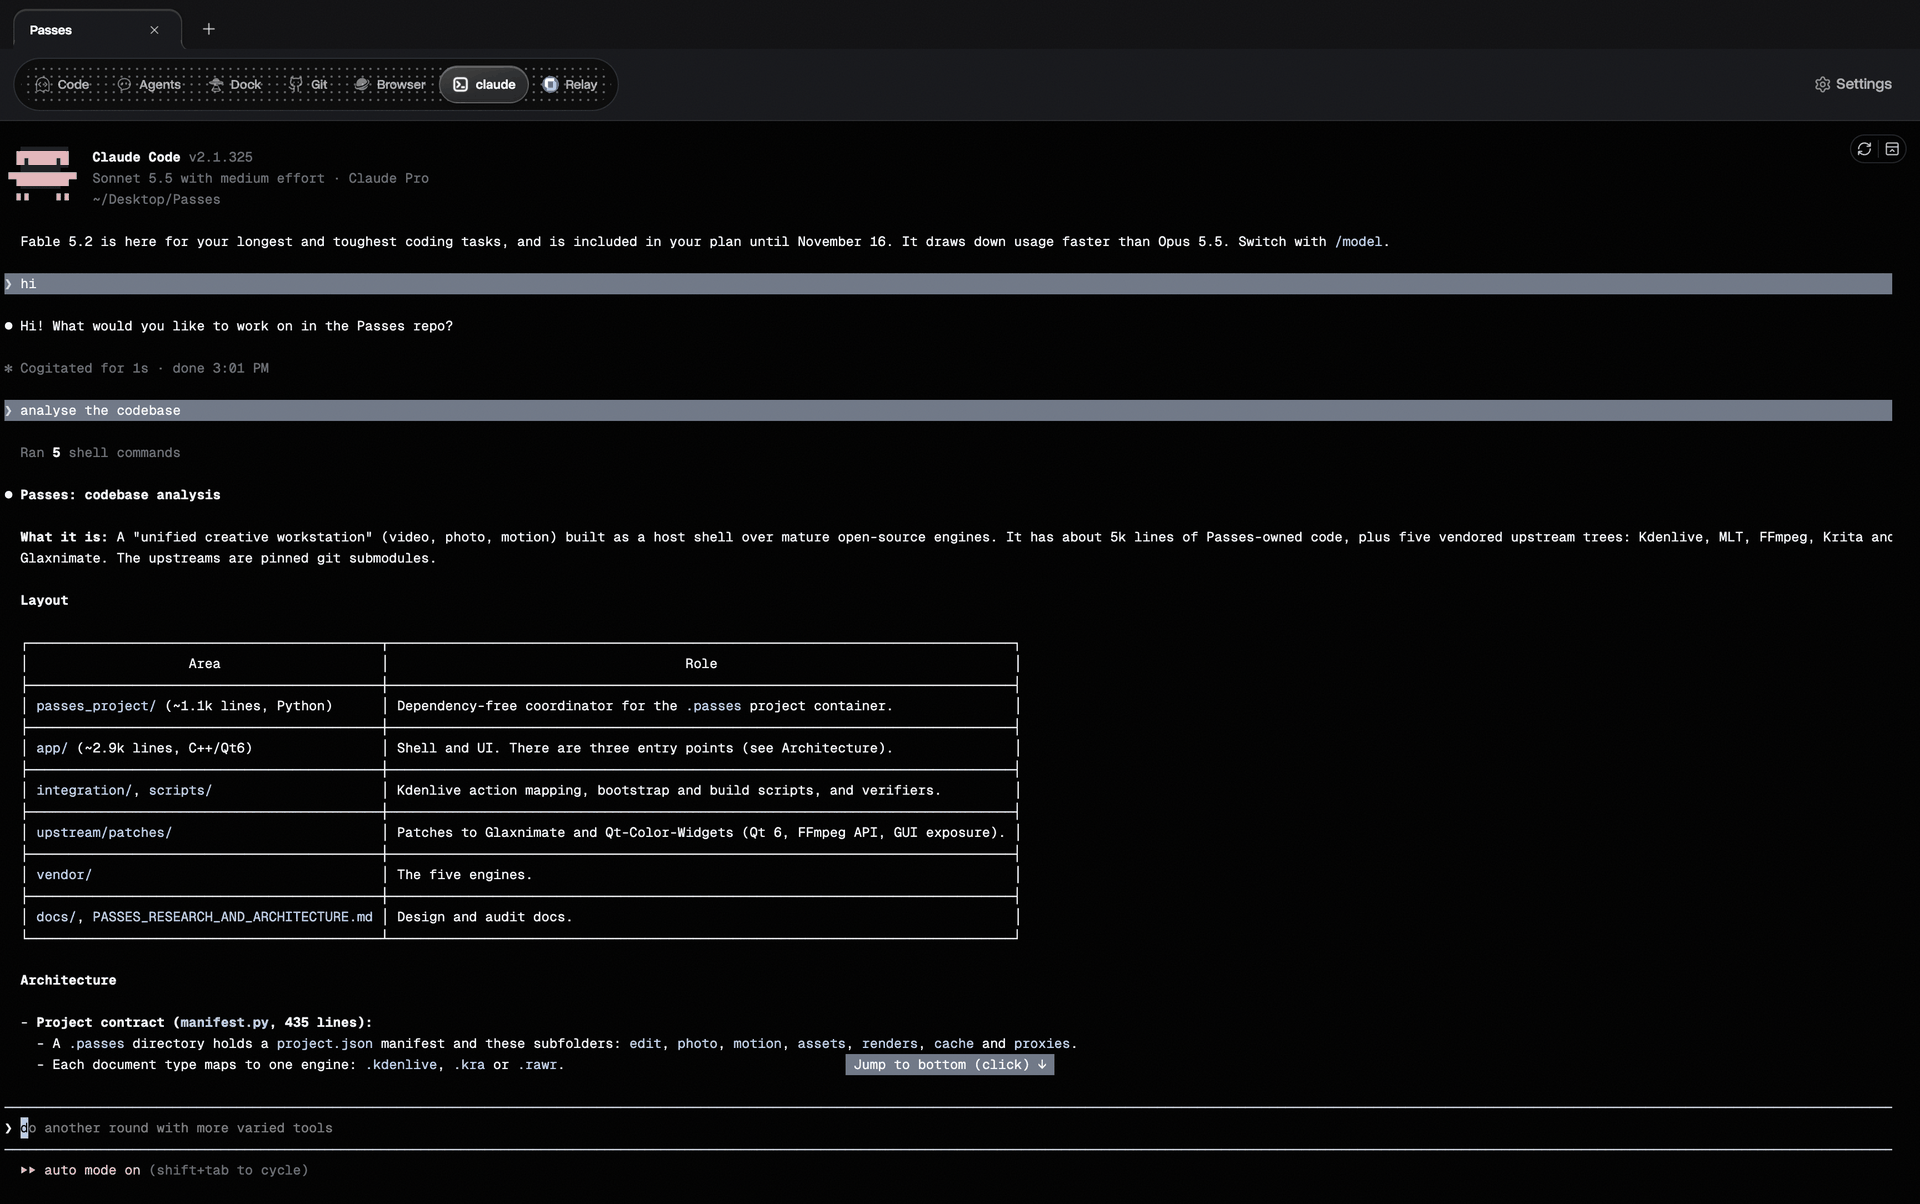 Passes
Code Agents Dock Git Browser claude Relay Settings
Claude Code v2.1.325
Sonnet 5.5 with medium effort · Claude Pro
~/Desktop/Passes
Fable 5.2 is here for your longest and toughest coding tasks, and is included in your plan until November 16. It draws down usage faster than Opus 5.5. Switch with /model.
❯ hi
● Hi! What would you like to work on in the Passes repo?
✻ Cogitated for 1s · done 3:01 PM
❯ analyse the codebase
Ran 5 shell commands
● Passes: codebase analysis
What it is: A "unified creative workstation" (video, photo, motion) built as a host shell over mature open-source engines. It has about 5k lines of Passes-owned code, plus five vendored upstream trees: Kdenlive, MLT, FFmpeg, Krita and
Glaxnimate. The upstreams are pinned git submodules.
Layout
Area Role
passes_project/ (~1.1k lines, Python) Dependency-free coordinator for the .passes project container.
app/ (~2.9k lines, C++/Qt6) Shell and UI. There are three entry points (see Architecture).
integration/, scripts/ Kdenlive action mapping, bootstrap and build scripts, and verifiers.
upstream/patches/ Patches to Glaxnimate and Qt-Color-Widgets (Qt 6, FFmpeg API, GUI exposure).
vendor/ The five engines.
docs/, PASSES_RESEARCH_AND_ARCHITECTURE.md Design and audit docs.
Architecture
- Project contract (manifest.py, 435 lines):
- A .passes directory holds a project.json manifest and these subfolders: edit, photo, motion, assets, renders, cache and proxies.
- Each document type maps to one engine: .kdenlive, .kra or .rawr.
Jump to bottom (click) ↓
❯ do another round with more varied tools
▸▸ auto mode on (shift+tab to cycle)